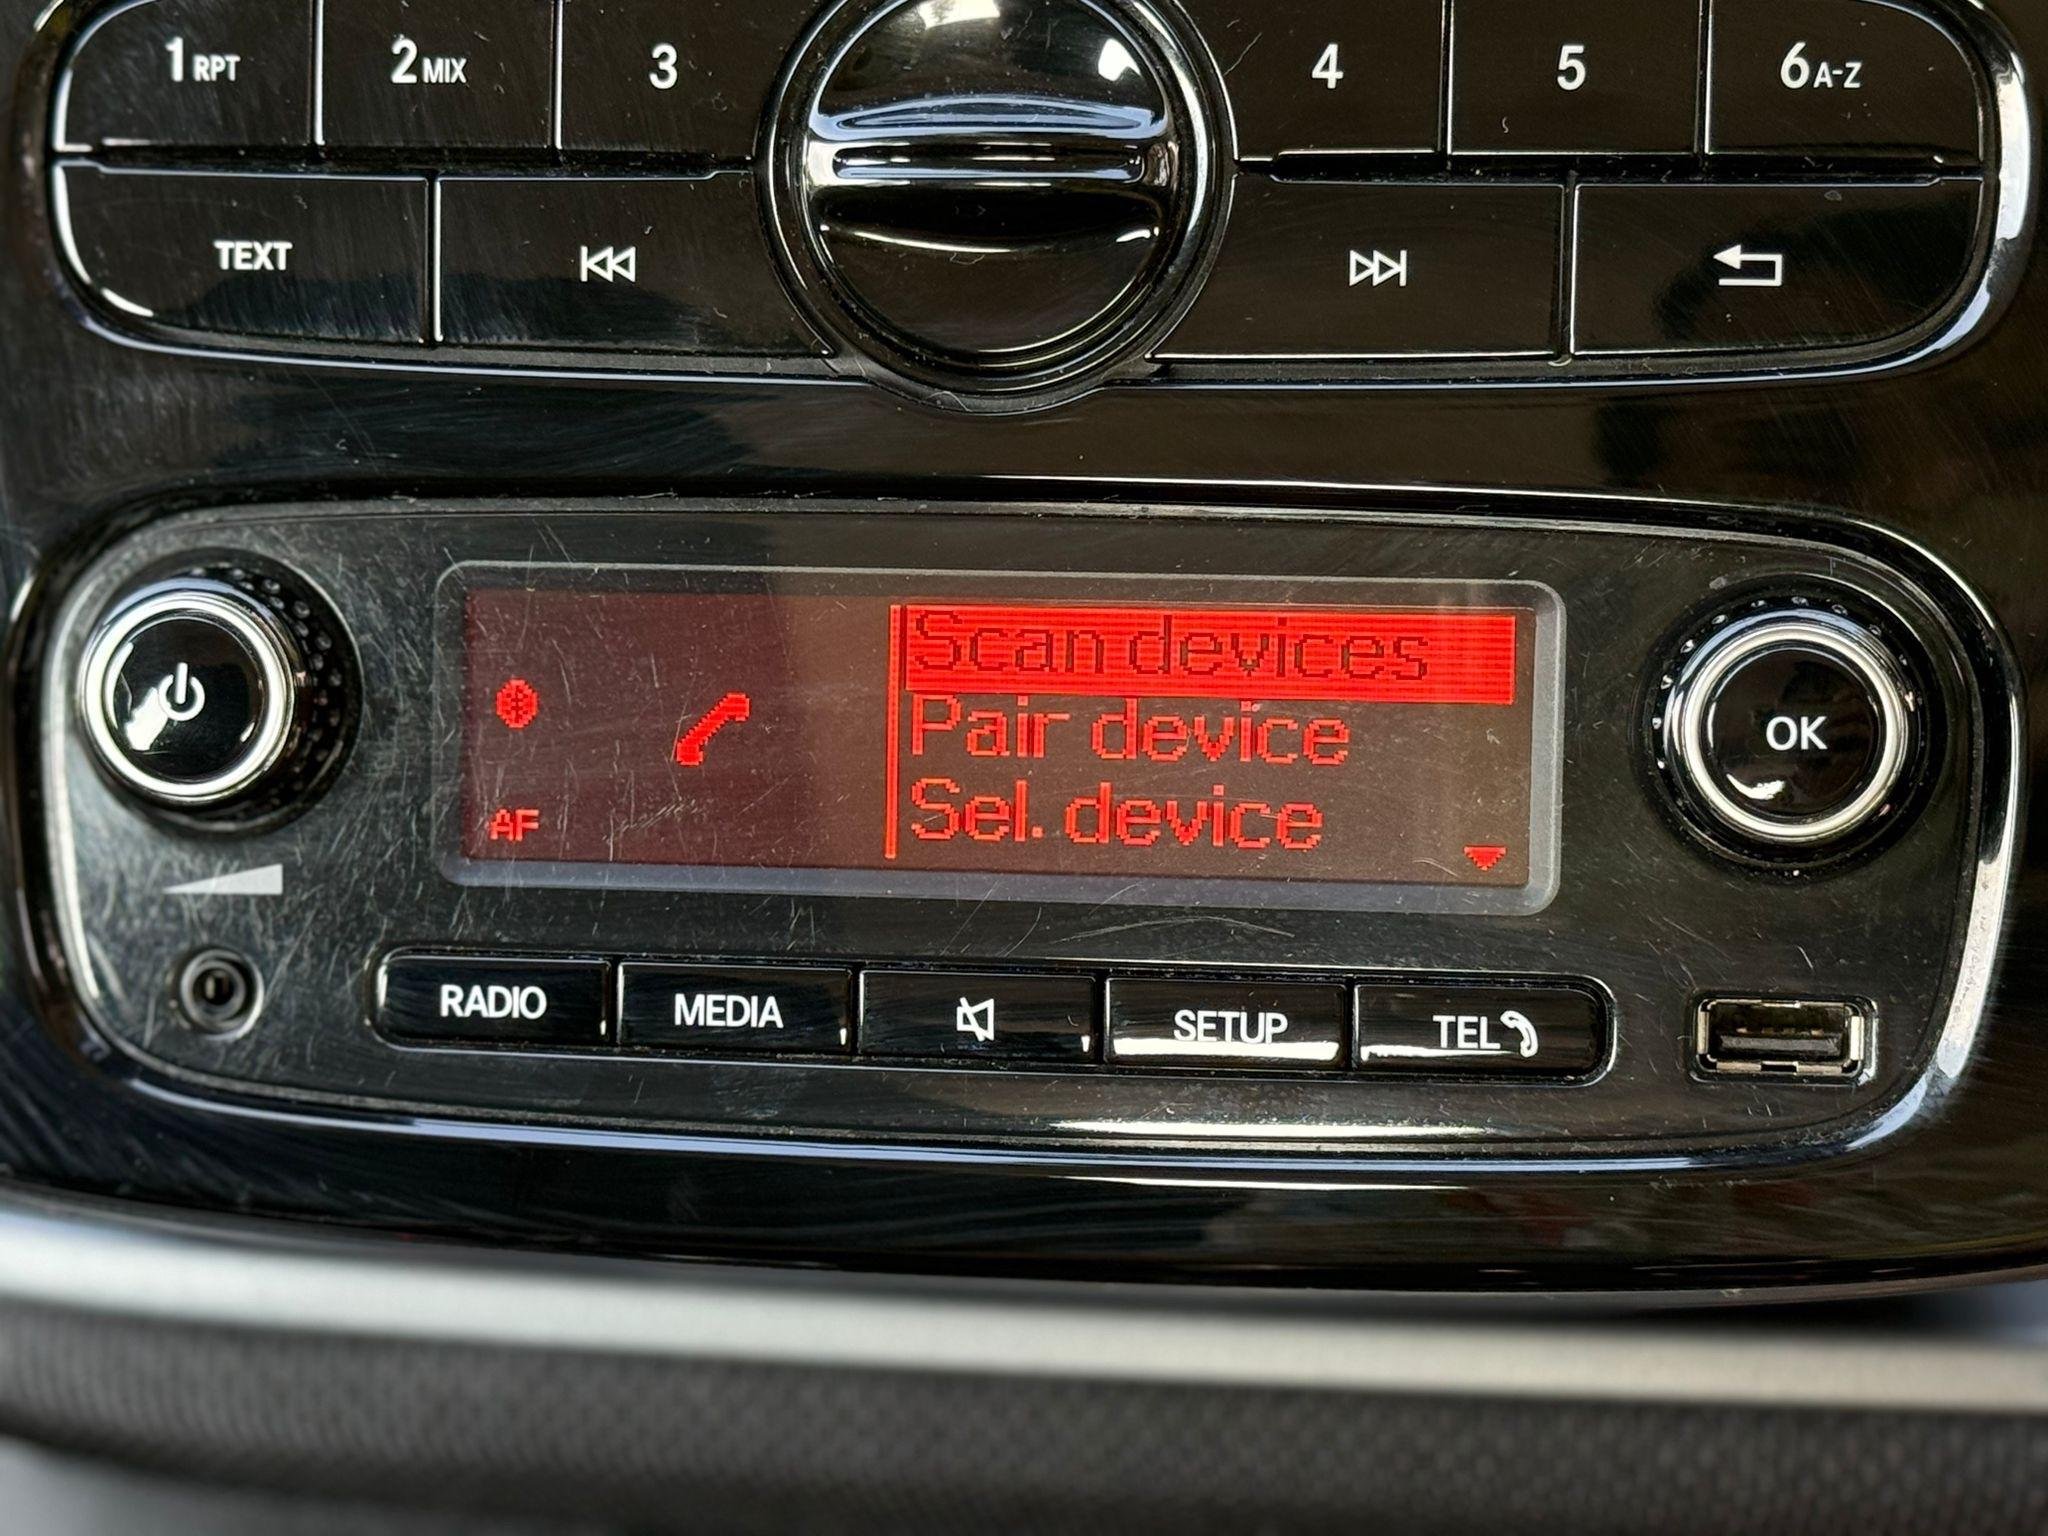 1 RPT 2 MIX 3 4 5 6 A-Z
TEXT
Scan devices
Pair device
Sel. device
AF
OK
RADIO MEDIA SETUP TEL